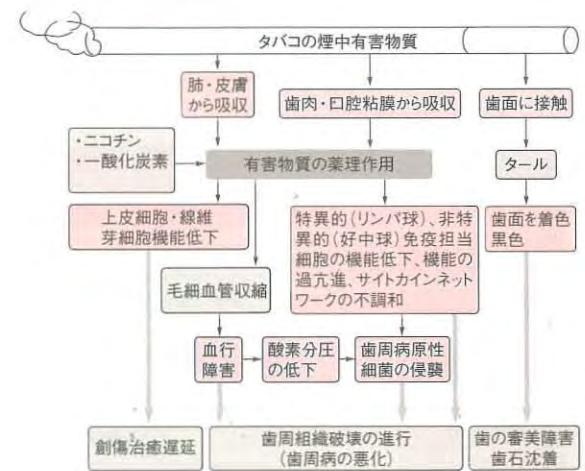 タバコの煙中有害物質
肺・皮膚
から吸収
歯肉・口腔粘膜から吸収
歯面に接触
・ニコチン
・一酸化炭素
有害物質の薬理作用
タール
上皮細胞・線維
芽細胞機能低下
特異的(リンパ球)、非特
異的(好中球)免疫担当
細胞の機能低下、機能の
過亢進、サイトカインネット
ワークの不調和
歯面を着色
黒色
毛細血管収縮
血行
障害
酸素分圧
の低下
歯周病原性
細菌の侵襲
創傷治癒遅延
歯周組織破壊の進行
(歯周病の悪化)
歯の審美障害
歯石沈着